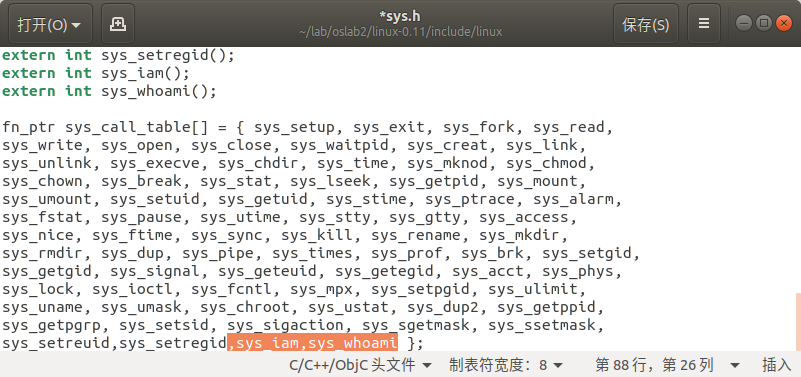 打开(O)
*sys.h
~/lab/oslab2/linux-0.11/include/linux
保存(S)
extern int sys_setregid();
extern int sys_iam();
extern int sys_whoami();
fn_ptr sys_call_table[] = { sys_setup, sys_exit, sys_fork, sys_read,
sys_write, sys_open, sys_close, sys_waitpid, sys_creat, sys_link,
sys_unlink, sys_execve, sys_chdir, sys_time, sys_mknod, sys_chmod,
sys_chown, sys_break, sys_stat, sys_lseek, sys_getpid, sys_mount,
sys_umount, sys_setuid, sys_getuid, sys_stime, sys_ptrace, sys_alarm,
sys_fstat, sys_pause, sys_utime, sys_stty, sys_gtty, sys_access,
sys_nice, sys_ftime, sys_sync, sys_kill, sys_rename, sys_mkdir,
sys_rmdir, sys_dup, sys_pipe, sys_times, sys_prof, sys_brk, sys_setgid,
sys_getgid, sys_signal, sys_geteuid, sys_getegid, sys_acct, sys_phys,
sys_lock, sys_ioctl, sys_fcntl, sys_mpx, sys_setpgid, sys_ulimit,
sys_uname, sys_umask, sys_chroot, sys_ustat, sys_dup2, sys_getppid,
sys_getpgrp, sys_setsid, sys_sigaction, sys_sgetmask, sys_ssetmask,
sys_setreuid,sys_setregid,sys_iam,sys_whoami };
C/C++/ObjC 头文件 制表符宽度：8 第 88 行，第 26 列 插入